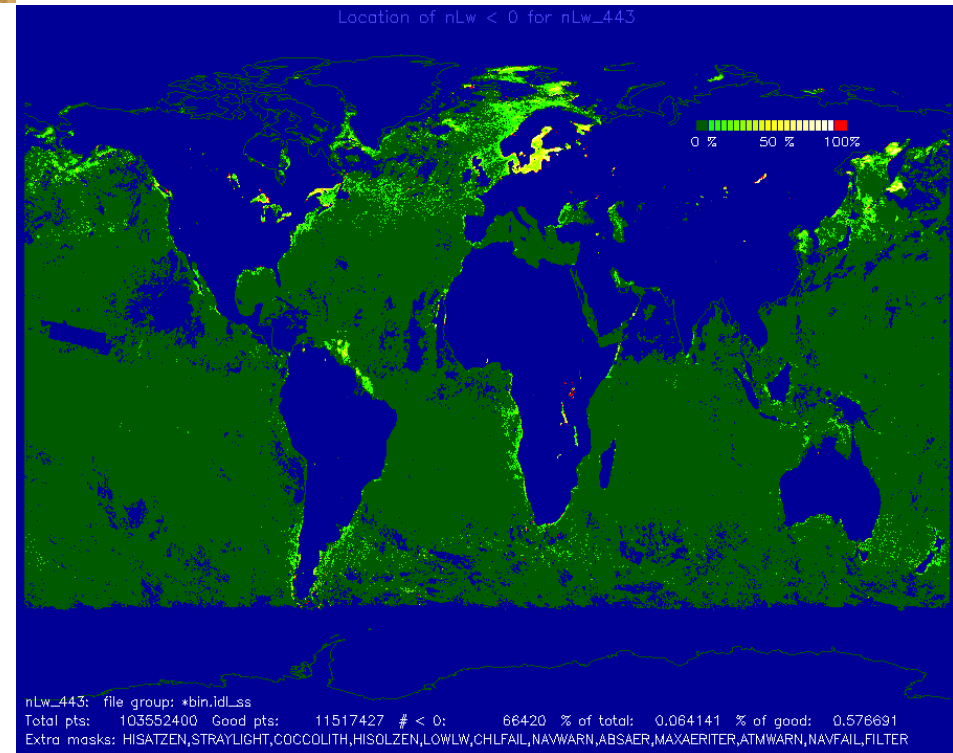 Location of nLw < 0 for nLw_443
0 % 50 % 100%
nLw_443: file group: *bin.idl_ss
Total pts: 103552400 Good pts: 11517427 # < 0: 66420 % of total: 0.064141 % of good: 0.576691
Extra masks: HISATZEN,STRAYLIGHT,COCCOLITH,HISOLZEN,LOWLW,CHLFAIL,NAVWARN,ABSAER,MAXAERITER,ATMWARN,NAVFAIL,FILTER